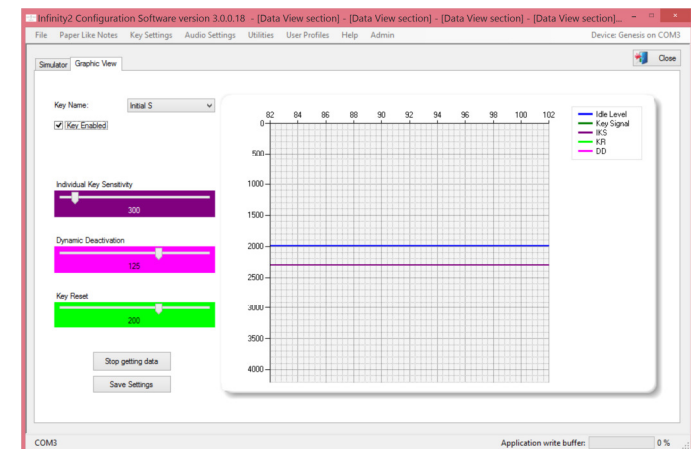 Infinity2 Configuration Software version 3.0.0.18 - [Data View section] - [Data View section] - [Data View section] - [Data View section]...
File Paper Like Notes Key Settings Audio Settings Utilities User Profiles Help Admin Device: Genesis on COM3
Simulator Graphic View Close
Key Name: Initial S
Key Enabled
Individual Key Sensitivity
300
Dynamic Deactivation
125
Key Reset
200
Stop getting data
Save Settings
82 84 86 88 90 92 94 96 98 100 102
0
500
1000
1500
2000
2500
3000
3500
4000
Idle Level
Key Signal
IKS
KR
DD
COM3 Application write buffer: 0 %